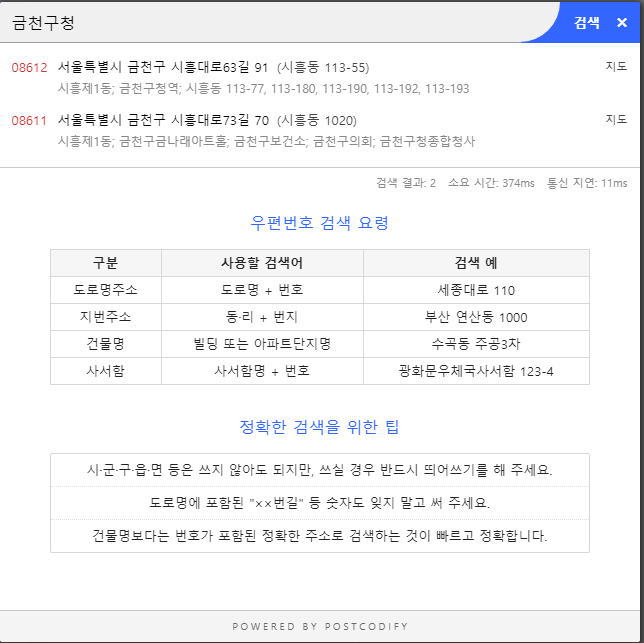 금천구청 검색 ×
08612 서울특별시 금천구 시흥대로63길 91 (시흥동 113-55) 지도
시흥제1동; 금천구청역; 시흥동 113-77, 113-180, 113-190, 113-192, 113-193
08611 서울특별시 금천구 시흥대로73길 70 (시흥동 1020) 지도
시흥제1동; 금천구금나래아트홀; 금천구보건소; 금천구의회; 금천구청종합청사
검색 결과: 2 소요 시간: 374ms 통신 지연: 11ms
우편번호 검색 요령
구분 사용할 검색어 검색 예
도로명주소 도로명 + 번호 세종대로 110
지번주소 동·리 + 번지 부산 연산동 1000
건물명 빌딩 또는 아파트단지명 수곡동 주공3차
사서함 사서함명 + 번호 광화문우체국사서함 123-4
정확한 검색을 위한 팁
시·군·구·읍·면 등은 쓰지 않아도 되지만, 쓰실 경우 반드시 띄어쓰기를 해 주세요.
도로명에 포함된 "××번길" 등 숫자도 잊지 말고 써 주세요.
건물명보다는 번호가 포함된 정확한 주소로 검색하는 것이 빠르고 정확합니다.
POWERED BY POSTCODIFY